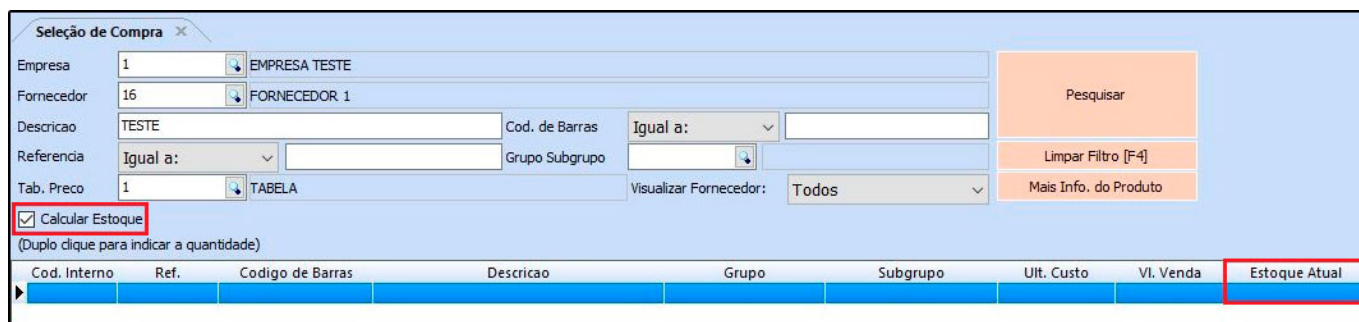 Seleção de Compra
Empresa 1 EMPRESA TESTE
Fornecedor 16 FORNECEDOR 1 Pesquisar
Descricao TESTE Cod. de Barras Igual a:
Referencia Igual a: Grupo Subgrupo Limpar Filtro [F4]
Tab. Preco 1 TABELA Visualizar Fornecedor: Todos Mais Info. do Produto
Calcular Estoque
(Duplo clique para indicar a quantidade)
Cod. Interno Ref. Codigo de Barras Descricao Grupo Subgrupo Ult. Custo Vl. Venda Estoque Atual